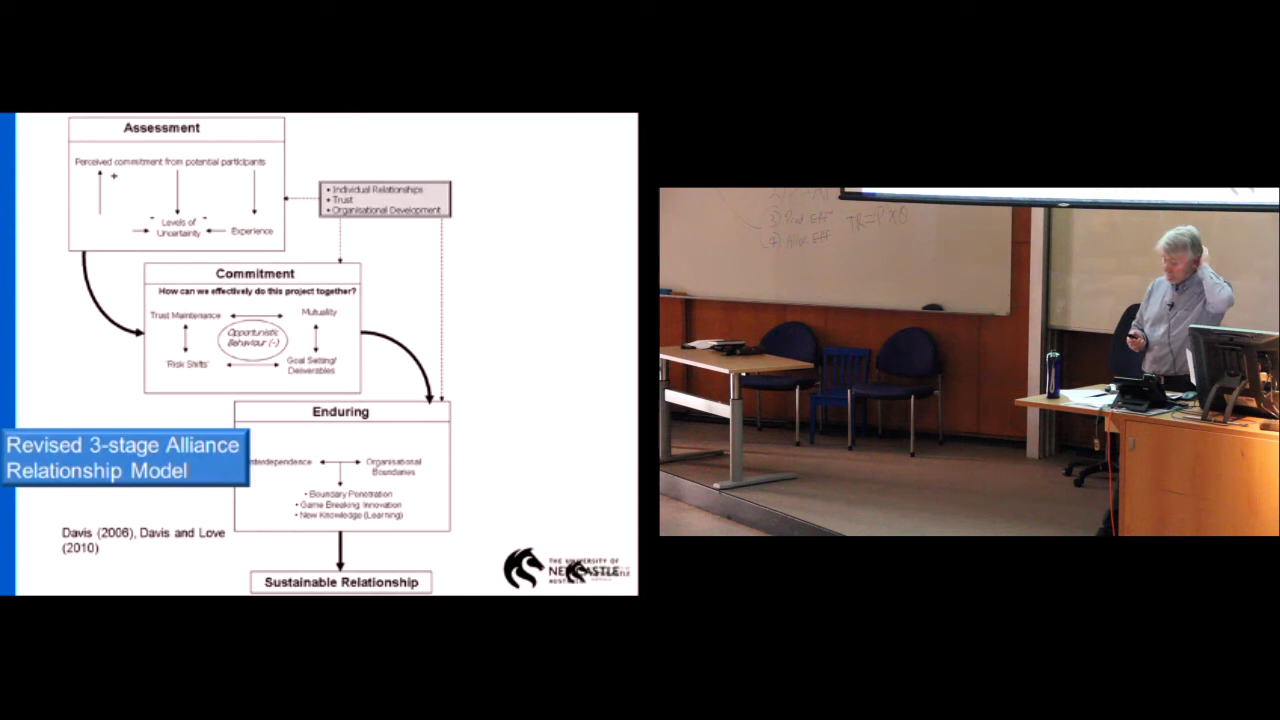 Assessment
Perceived commitment from potential participants
+
- Levels of -
Uncertainty
Experience
• Individual Relationships
• Trust
• Organisational Development
Commitment
How can we effectively do this project together?
Trust Maintenance
Mutuality
Opportunistic
Behaviour (-)
'Risk Shifts'
Goal Setting/
Deliverables
Enduring
Revised 3-stage Alliance
Relationship Model
nterdependence
Organisational
Boundaries
• Boundary Penetration
• Game Breaking Innovation
• New Knowledge (Learning)
Davis (2006), Davis and Love
(2010)
Sustainable Relationship
THE UNIVERSITY OF
NEWCASTLE
AUSTRALIA
TR=P×Q